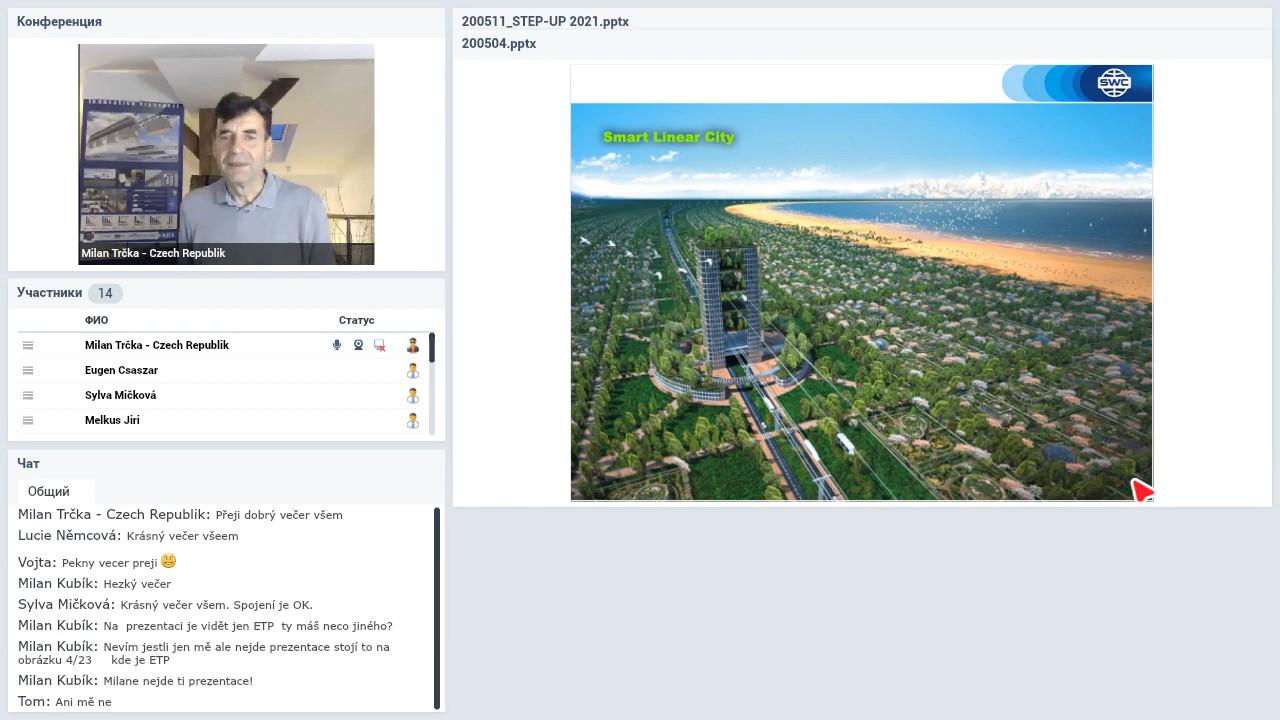 Конференция
Innovation Transport
Milan Trčka - Czech Republik
Участники 14
ФИО Статус
Milan Trčka - Czech Republik
Eugen Csaszar
Sylva Mičková
Melkus Jiri
Чат
Общий
Milan Trčka - Czech Republik: Přeji dobrý večer všem
Lucie Němcová: Krásný večer všeem
Vojta: Pekny vecer preji
Milan Kubík: Hezký večer
Sylva Mičková: Krásný večer všem. Spojení je OK.
Milan Kubík: Na prezentaci je vidět jen ETP ty máš neco jiného?
Milan Kubík: Nevím jestli jen mě ale nejde prezentace stojí to na
obrázku 4/23 kde je ETP
Milan Kubík: Milane nejde ti prezentace!
Tom: Ani mě ne
200511_STEP-UP 2021.pptx
200504.pptx
SWC
Smart Linear City